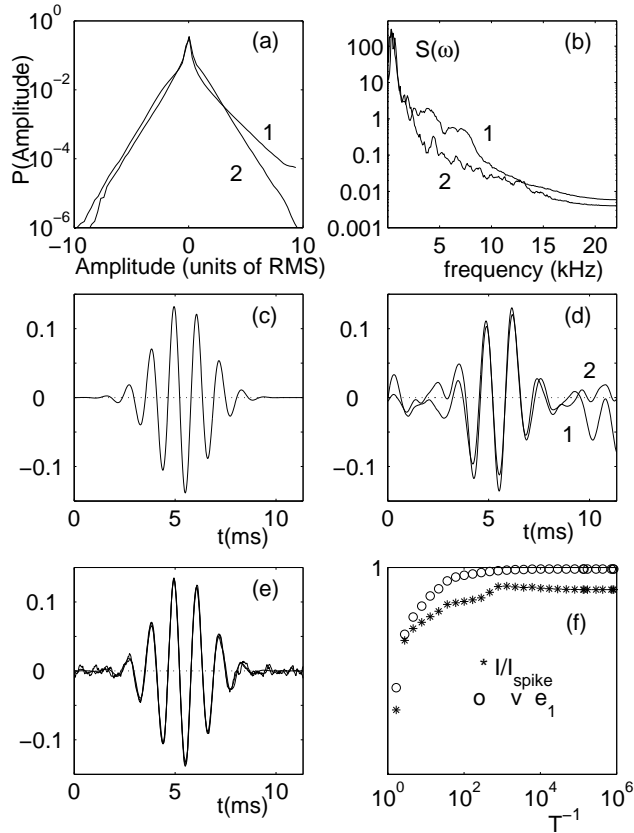 10^0
10^-2
10^-4
10^-6
P(Amplitude)
(a)
1
2
−10 0 10
Amplitude (units of RMS)
100
10
1
0.1
0.01
0.001
S(ω)
(b)
1
2
5 10 15 20
frequency (kHz)
0.1
0
−0.1
(c)
0 5 10
t(ms)
0.1
0
−0.1
(d)
2
1
0 5 10
t(ms)
0.1
0
−0.1
(e)
0 5 10
t(ms)
1
(f)
* I/I_spike
o v e_1
10^0 10^2 10^4 10^6
T^-1